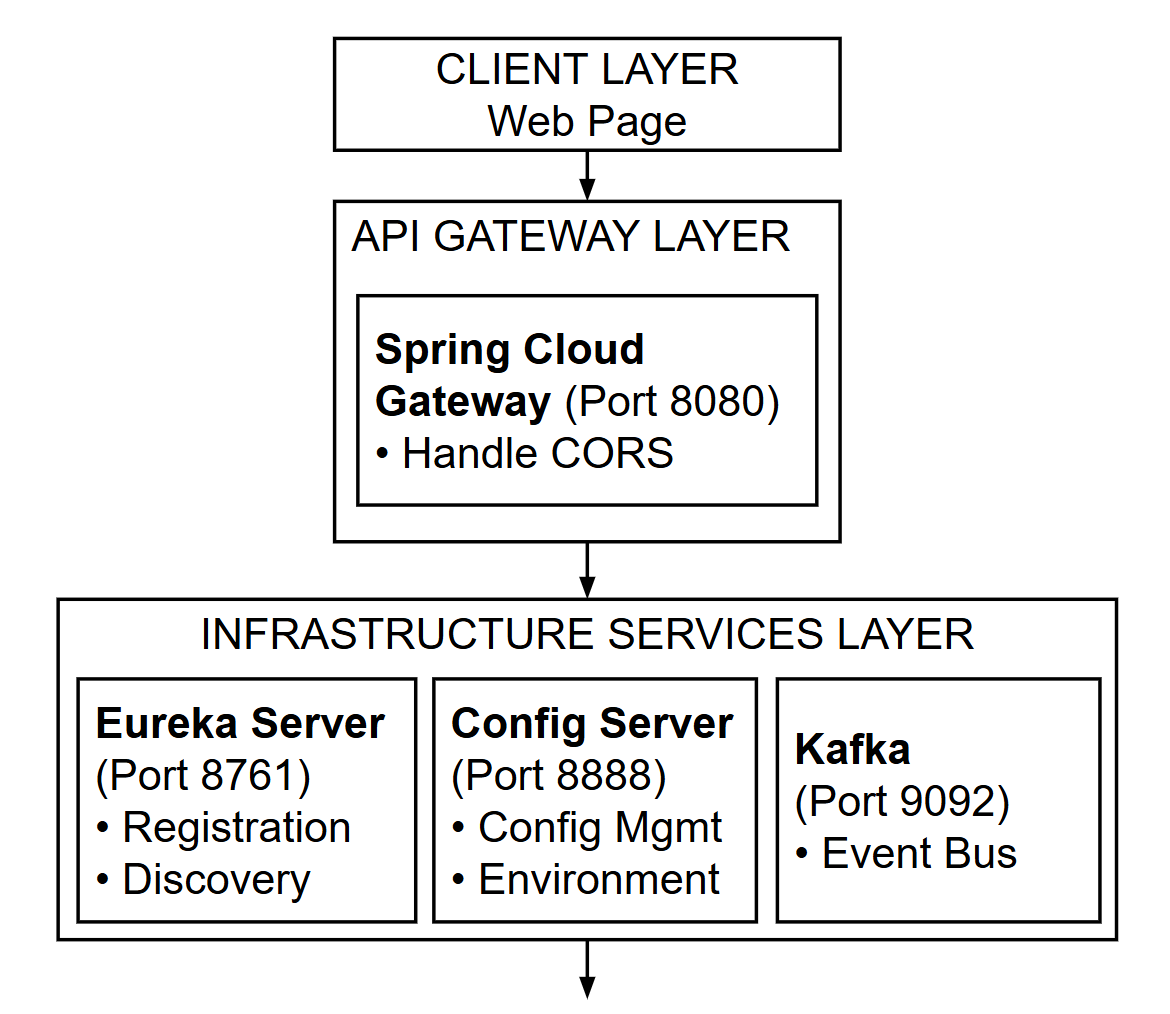 CLIENT LAYER
Web Page
API GATEWAY LAYER
Spring Cloud
Gateway (Port 8080)
• Handle CORS
INFRASTRUCTURE SERVICES LAYER
Eureka Server
(Port 8761)
• Registration
• Discovery
Config Server
(Port 8888)
• Config Mgmt
• Environment
Kafka
(Port 9092)
• Event Bus